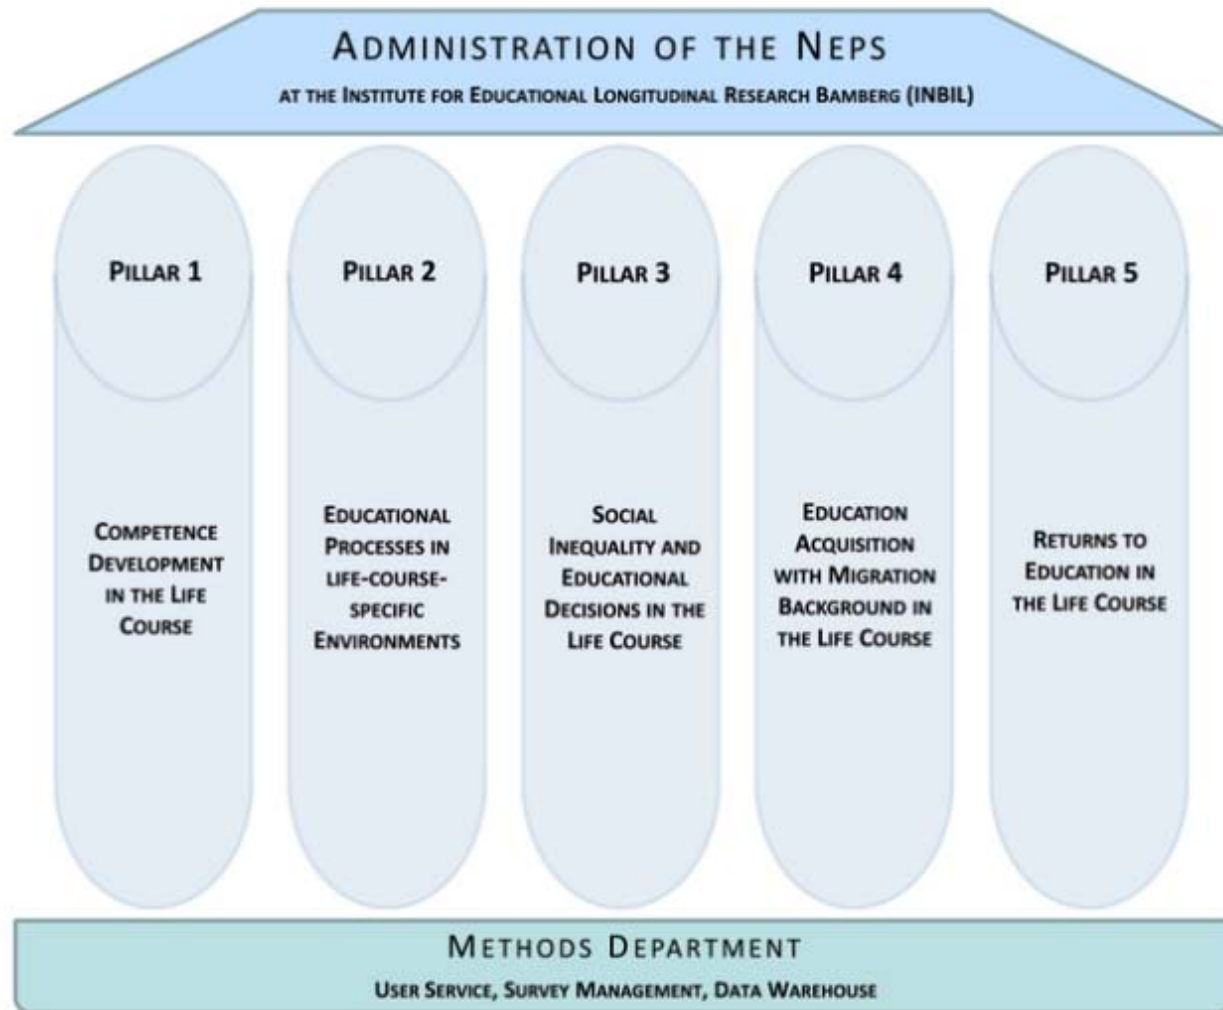 ADMINISTRATION OF THE NEPS
AT THE INSTITUTE FOR EDUCATIONAL LONGITUDINAL RESEARCH BAMBERG (INBIL)
PILLAR 1
COMPETENCE
DEVELOPMENT
IN THE LIFE
COURSE
PILLAR 2
EDUCATIONAL
PROCESSES IN
LIFE-COURSE-
SPECIFIC
ENVIRONMENTS
PILLAR 3
SOCIAL
INEQUALITY AND
EDUCATIONAL
DECISIONS IN THE
LIFE COURSE
PILLAR 4
EDUCATION
ACQUISITION
WITH MIGRATION
BACKGROUND IN
THE LIFE COURSE
PILLAR 5
RETURNS TO
EDUCATION IN
THE LIFE COURSE
METHODS DEPARTMENT
USER SERVICE, SURVEY MANAGEMENT, DATA WAREHOUSE